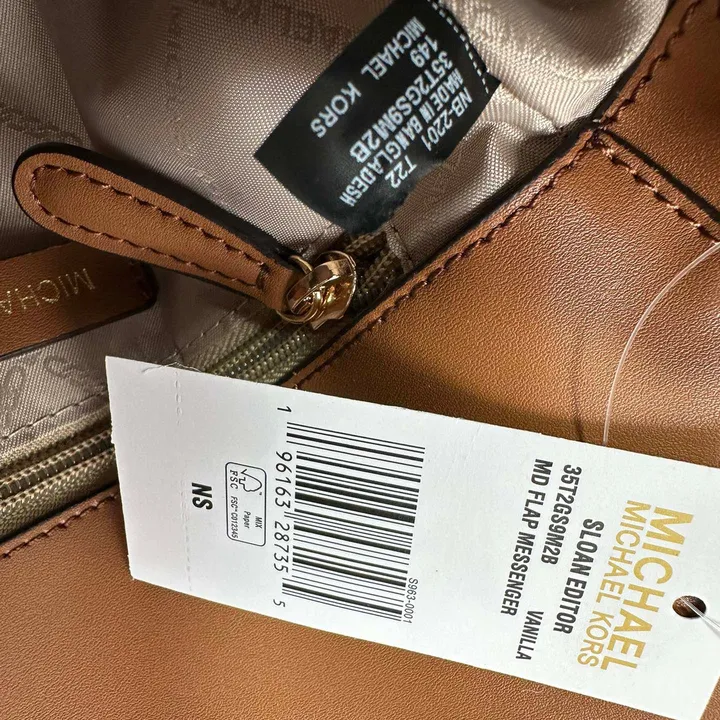 MICHAEL KORS
149
35T2GS9M2B
MADE IN BANGLADESH
NB-2201 T22
MICHAEL
MICHAEL
MICHAEL KORS
SLOAN EDITOR
35T2GS9M2B VANILLA
MD FLAP MESSENGER
S963-0001
1 96163 28735 5
FSC
MIX
Paper
FSC® C012345
NS